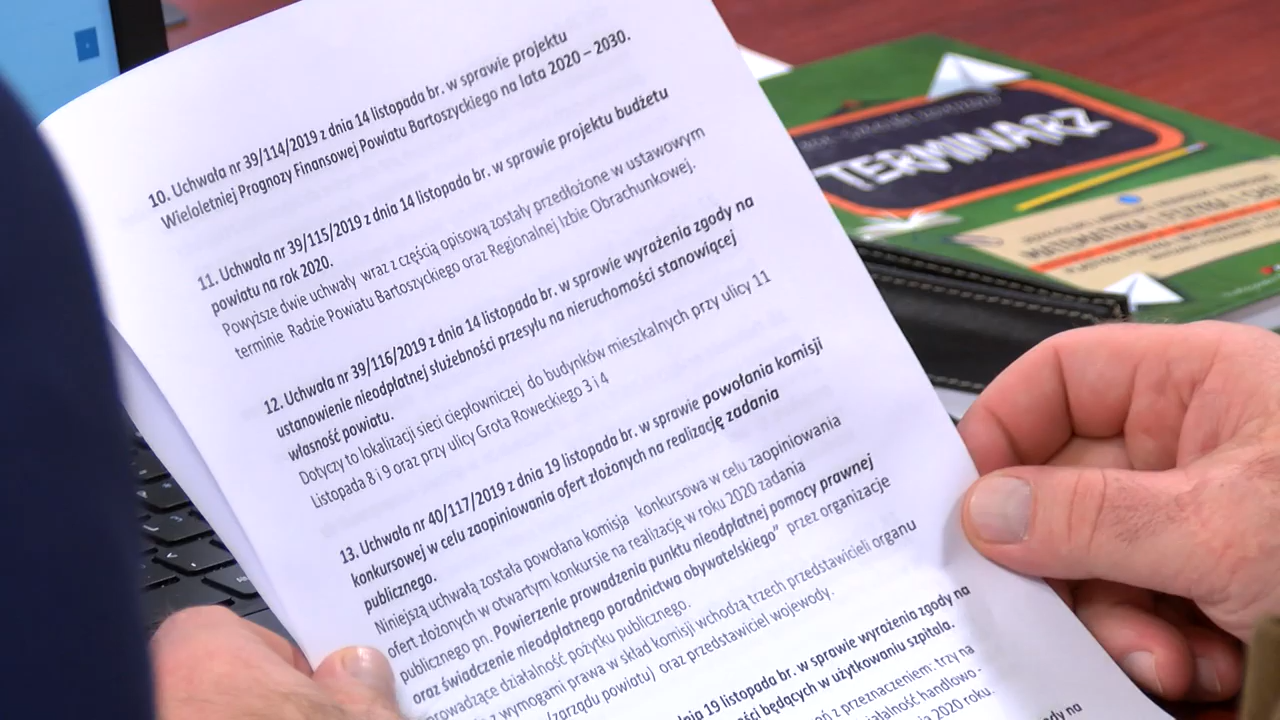 10. Uchwała nr 39/114/2019 z dnia 14 listopada br. w sprawie projektu
Wieloletniej Prognozy Finansowej Powiatu Bartoszyckiego na lata 2020 – 2030.
11. Uchwała nr 39/115/2019 z dnia 14 listopada br. w sprawie projektu budżetu
powiatu na rok 2020.
Powyższe dwie uchwały wraz z częścią opisową zostały przedłożone w ustawowym
terminie Radzie Powiatu Bartoszyckiego oraz Regionalnej Izbie Obrachunkowej.
12. Uchwała nr 39/116/2019 z dnia 14 listopada br. w sprawie wyrażenia zgody na
ustanowienie nieodpłatnej służebności przesyłu na nieruchomości stanowiącej
własność powiatu.
Dotyczy to lokalizacji sieci ciepłowniczej do budynków mieszkalnych przy ulicy 11
Listopada 8 i 9 oraz przy ulicy Grota Roweckiego 3 i 4
13. Uchwała nr 40/117/2019 z dnia 19 listopada br. w sprawie powołania komisji
konkursowej w celu zaopiniowania ofert złożonych na realizację zadania
publicznego.
Niniejszą uchwałą została powołana komisja konkursowa w celu zaopiniowania
ofert złożonych w otwartym konkursie na realizację w roku 2020 zadania
publicznego pn. Powierzenie prowadzenia punktu nieodpłatnej pomocy prawnej
oraz świadczenie nieodpłatnego poradnictwa obywatelskiego” przez organizacje
prowadzące działalność pożytku publicznego.
z wymogami prawa w skład komisji wchodzą trzech przedstawicieli organu
(zarządu powiatu) oraz przedstawiciel wojewody.
19 listopada br. w sprawie wyrażenia zgody na
będących w użytkowaniu szpitala.
z przeznaczeniem: trzy na
handlowo-
2020 roku.
zgody na
TERMINARZ
MATEMATYKA